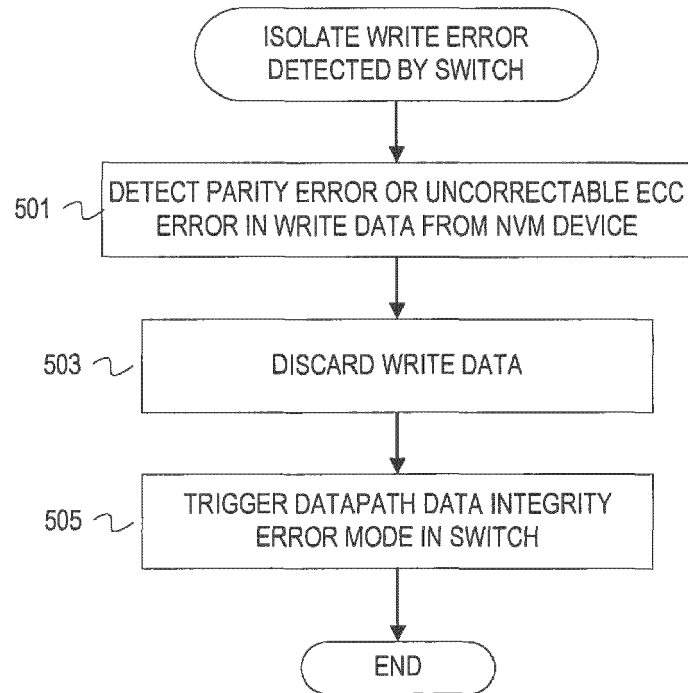 ISOLATE WRITE ERROR
DETECTED BY SWITCH
501
DETECT PARITY ERROR OR UNCORRECTABLE ECC
ERROR IN WRITE DATA FROM NVM DEVICE
503
DISCARD WRITE DATA
505
TRIGGER DATAPATH DATA INTEGRITY
ERROR MODE IN SWITCH
END